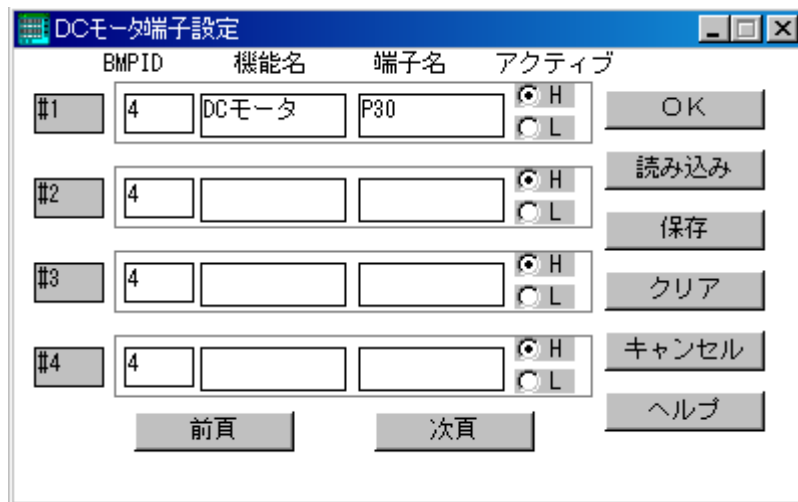 DCモータ端子設定
BMPID 機能名 端子名 アクティブ
#1 4 DCモータ P30 H
L
OK
#2 4 H
L
読み込み
保存
#3 4 H
L
クリア
#4 4 H
L
キャンセル
前頁 次頁 ヘルプ